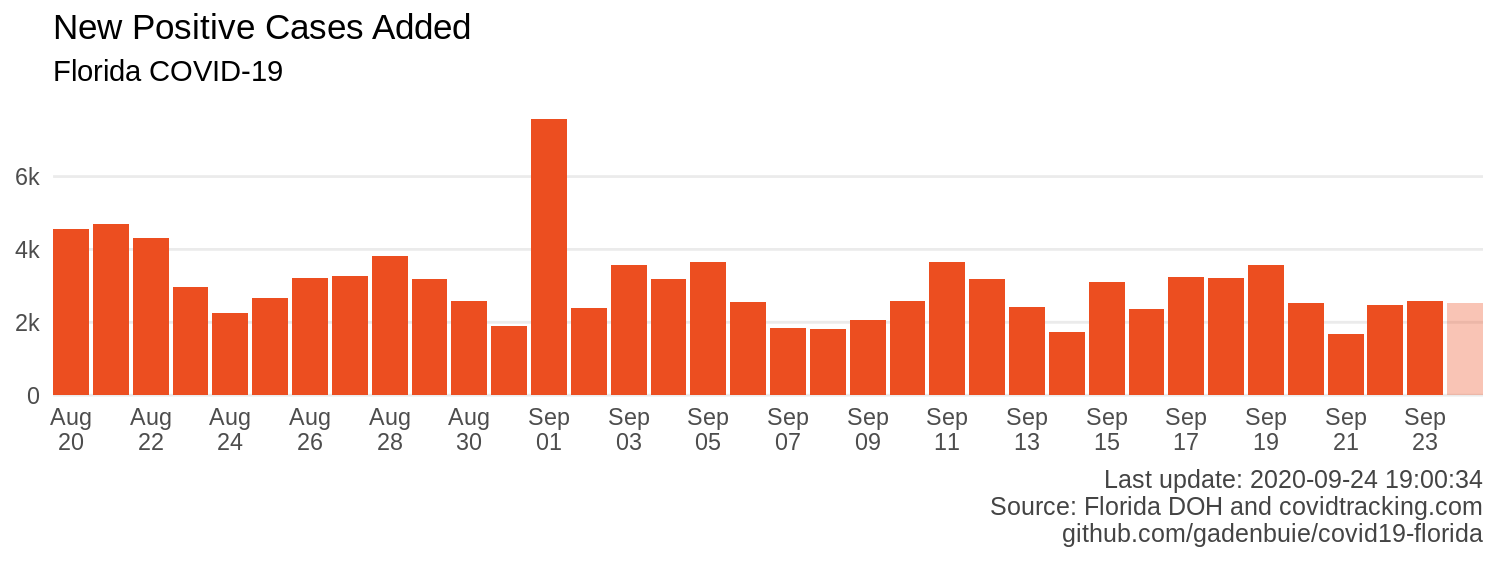 New Positive Cases Added
Florida COVID-19
6k
4k
2k
0
Aug Aug Aug Aug Aug Aug Sep Sep Sep Sep Sep Sep Sep Sep Sep Sep Sep Sep
20 22 24 26 28 30 01 03 05 07 09 11 13 15 17 19 21 23
Last update: 2020-09-24 19:00:34
Source: Florida DOH and covidtracking.com
github.com/gadenbuie/covid19-florida